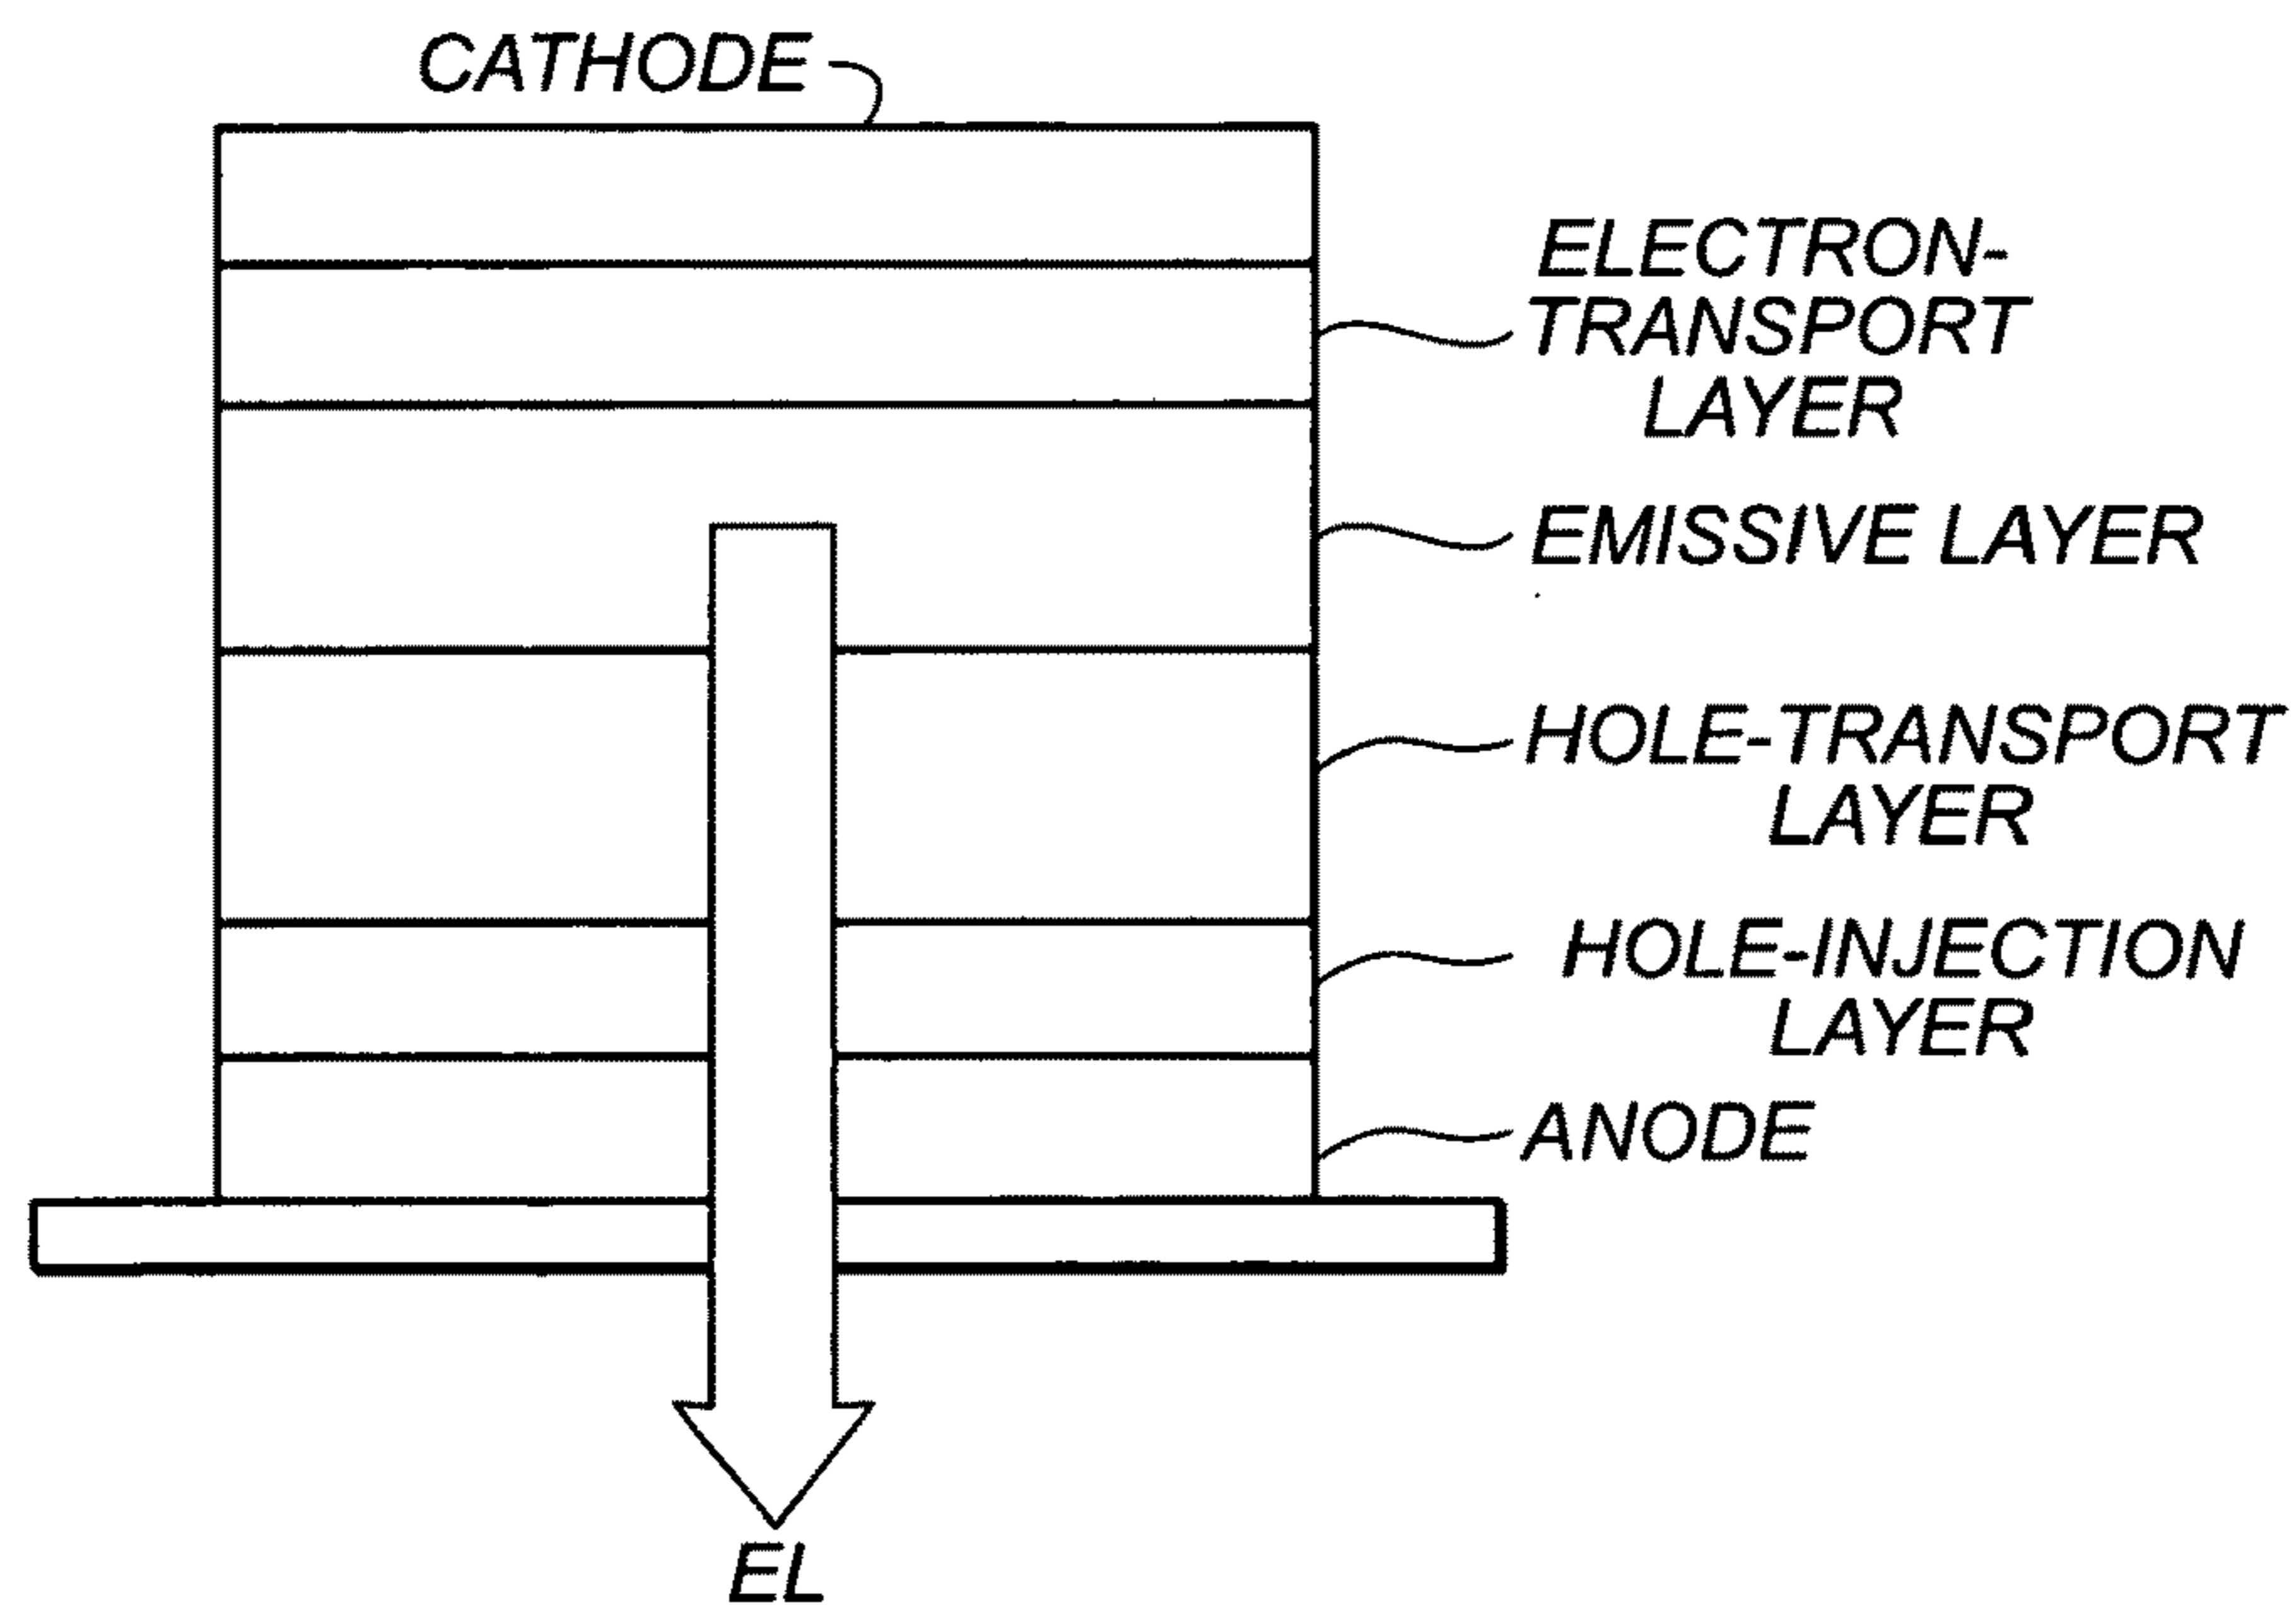 CATHODE
ELECTRON-
TRANSPORT
LAYER
EMISSIVE LAYER
HOLE-TRANSPORT
LAYER
HOLE-INJECTION
LAYER
ANODE
EL